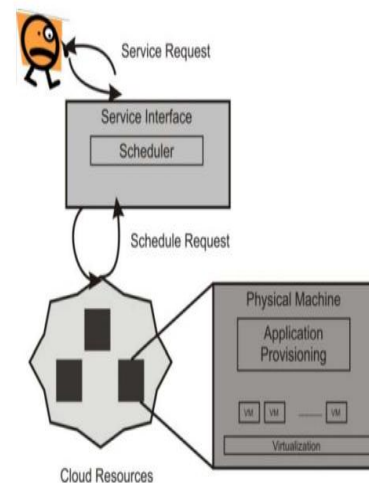 Service Request
Service Interface
Scheduler
Schedule Request
Physical Machine
Application
Provisioning
VM VM ........... VM
Virtualization
Cloud Resources